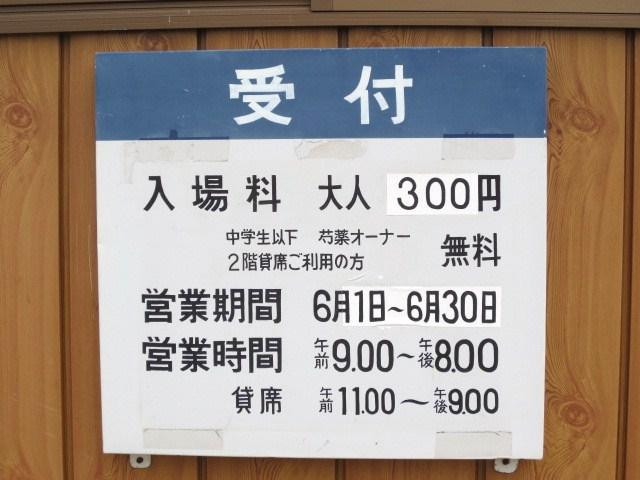 受付
入場料 大人 300円
中学生以下 芍薬オーナー
2階貸席ご利用の方 無料
営業期間 6月1日~6月30日
営業時間 午前9.00~午後8.00
貸席 午前11.00~午後9.00